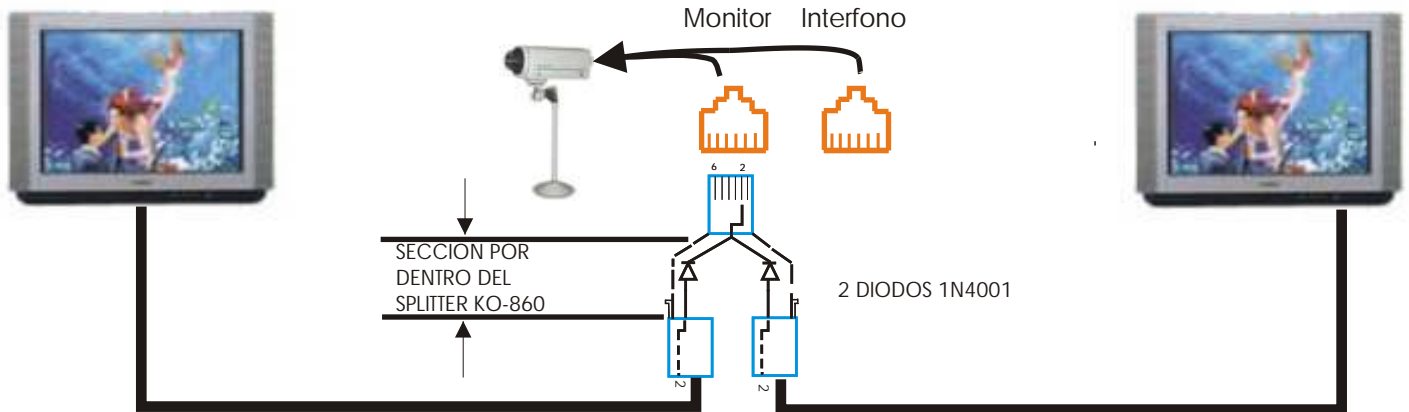 Monitor Interfono
6 2
SECCION POR
DENTRO DEL
SPLITTER KO-860
2 DIODOS 1N4001
2 2